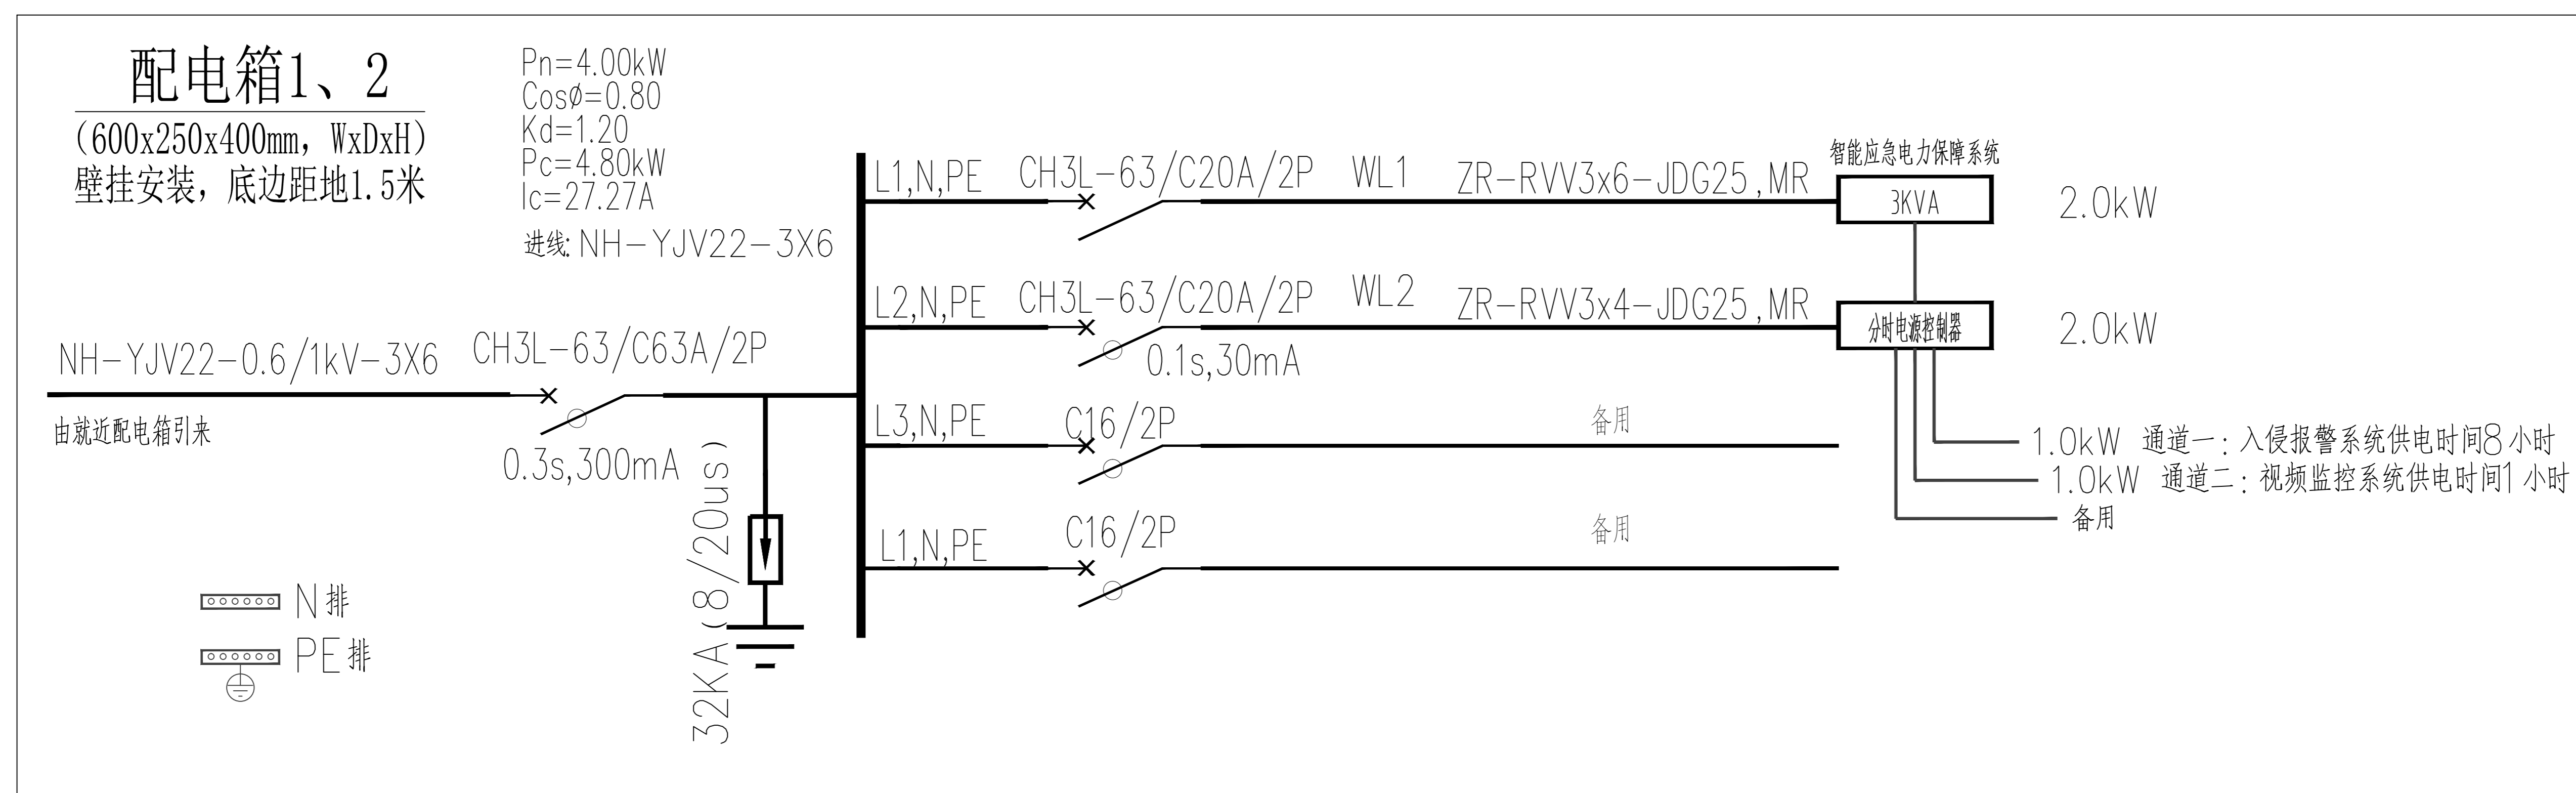 配电箱1、2
(600x250x400mm, WxDxH)
壁挂安装，底边距地1.5米
Pn=4.00kW
CosØ=0.80
Kd=1.20
Pc=4.80kW
Ic=27.27A
进线: NH-YJV22-3X6
NH-YJV22-0.6/1kV-3X6
由就近配电箱引来
CH3L-63/C63A/2P
0.3s,300mA
32KA(8/20us)
L1,N,PE CH3L-63/C20A/2P WL1 ZR-RVV3x6-JDG25,MR
智能应急电力保障系统
3KVA
2.0kW
L2,N,PE CH3L-63/C20A/2P WL2 ZR-RVV3x4-JDG25,MR
0.1s,30mA
分时电源控制器
2.0kW
L3,N,PE C16/2P 备用
1.0kW 通道一：入侵报警系统供电时间8小时
1.0kW 通道二：视频监控系统供电时间1小时
备用
L1,N,PE C16/2P 备用
N排
PE排